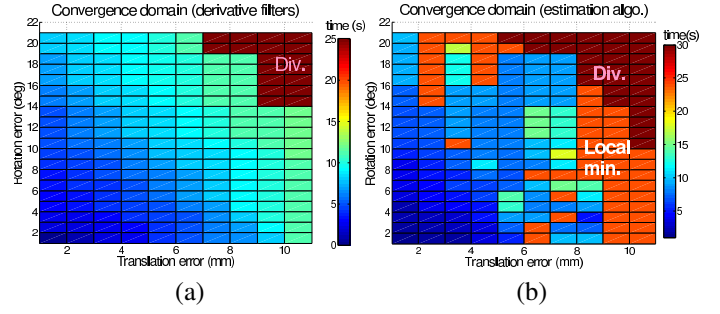 Convergence domain (derivative filters)
time (s)
22
20
18
16
14
12
10
8
6
4
2
Rotation error (deg)
2 4 6 8 10
Translation error (mm)
Div.
25
20
15
10
5
0
(a)
Convergence domain (estimation algo.)
time(s)
22
20
18
16
14
12
10
8
6
4
2
Rotation error (deg)
2 4 6 8 10
Translation error (mm)
Div.
Local
min.
30
25
20
15
10
5
(b)